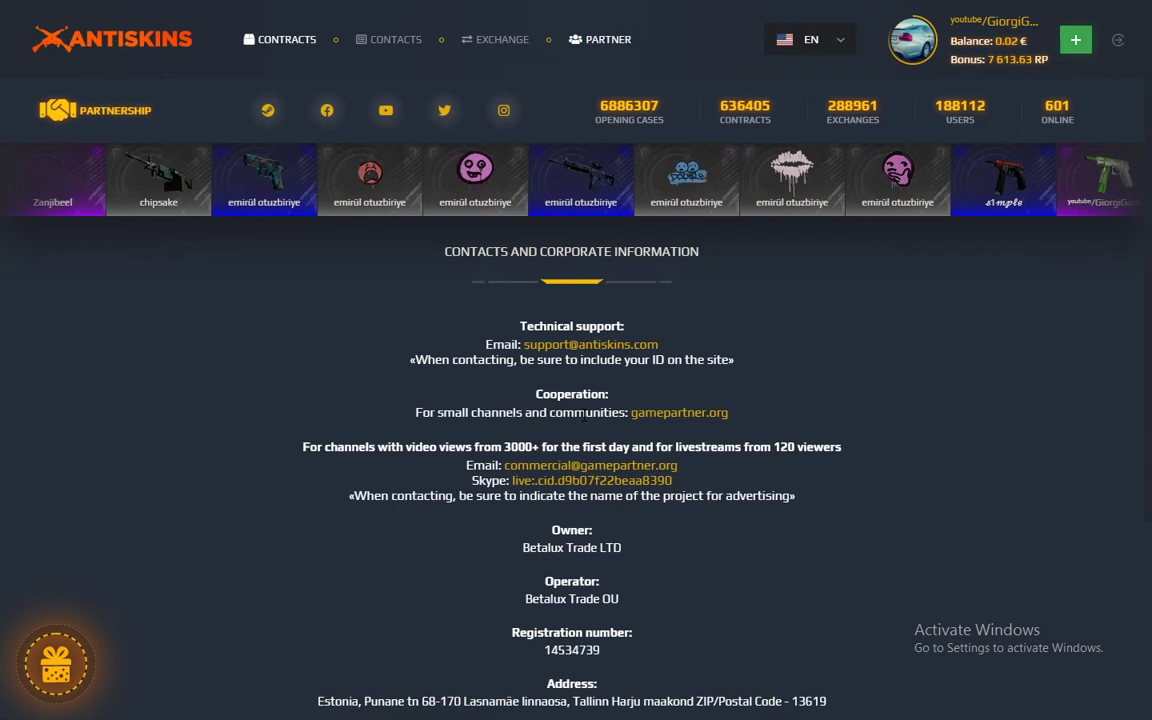 ANTISKINS
CONTRACTS
CONTACTS
EXCHANGE
PARTNER
EN
youtube/GiorgiG...
Balance: 0.02 €
Bonus: 7 613.63 RP
+
PARTNERSHIP
6886307
OPENING CASES
636405
CONTRACTS
288961
EXCHANGES
188112
USERS
601
ONLINE
Zanjibeel
chipsake
emirül otuzbiriye
emirül otuzbiriye
emirül otuzbiriye
emirül otuzbiriye
emirül otuzbiriye
emirül otuzbiriye
emirül otuzbiriye
s1mple
youtube/GiorgiGam
CONTACTS AND CORPORATE INFORMATION
Technical support:
Email: support@antiskins.com
«When contacting, be sure to include your ID on the site»
Cooperation:
For small channels and communities: gamepartner.org
For channels with video views from 3000+ for the first day and for livestreams from 120 viewers
Email: commercial@gamepartner.org
Skype: live:.cid.d9b07f22beaa8390
«When contacting, be sure to indicate the name of the project for advertising»
Owner:
Betalux Trade LTD
Operator:
Betalux Trade OU
Registration number:
14534739
Address:
Estonia, Punane tn 68-170 Lasnamäe linnaosa, Tallinn Harju maakond ZIP/Postal Code - 13619
Activate Windows
Go to Settings to activate Windows.